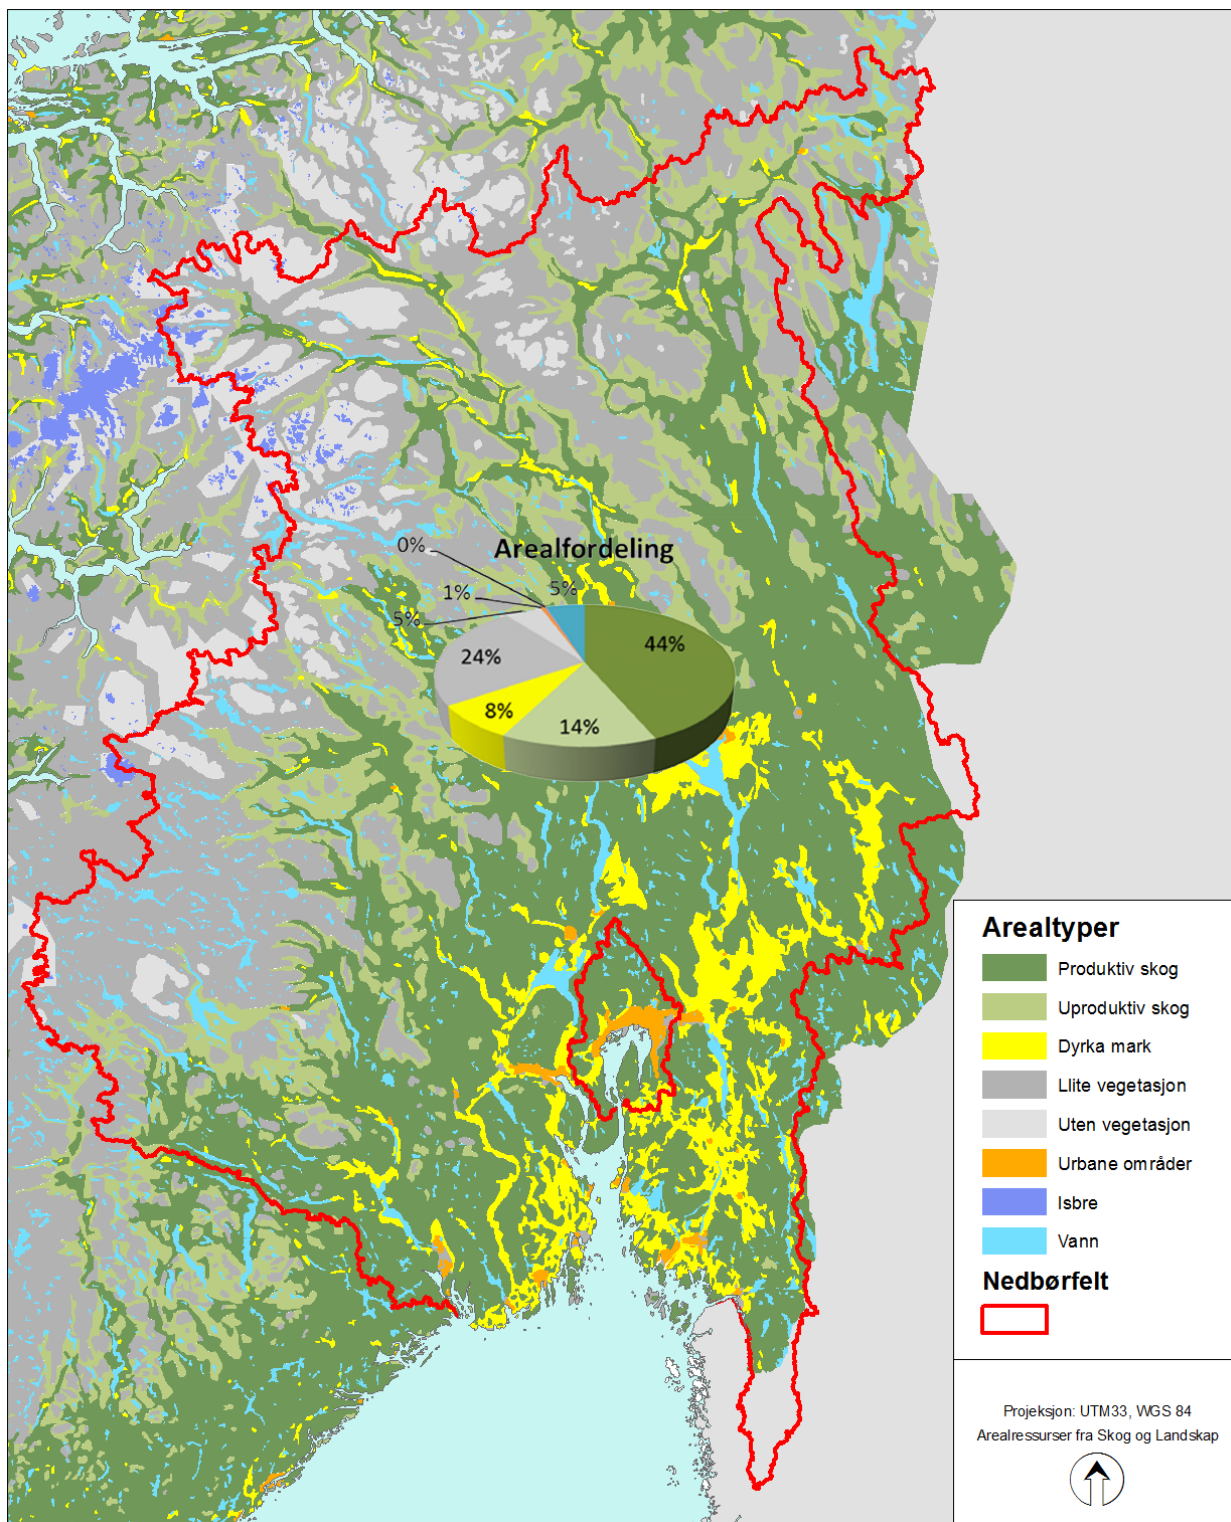 Arealfordeling
0%
5%
1%
5%
44%
24%
8%
14%
Arealtyper
Produktiv skog
Uproduktiv skog
Dyrka mark
Llite vegetasjon
Uten vegetasjon
Urbane områder
Isbre
Vann
Nedbørfelt
Projeksjon: UTM33, WGS 84
Arealressurser fra Skog og Landskap